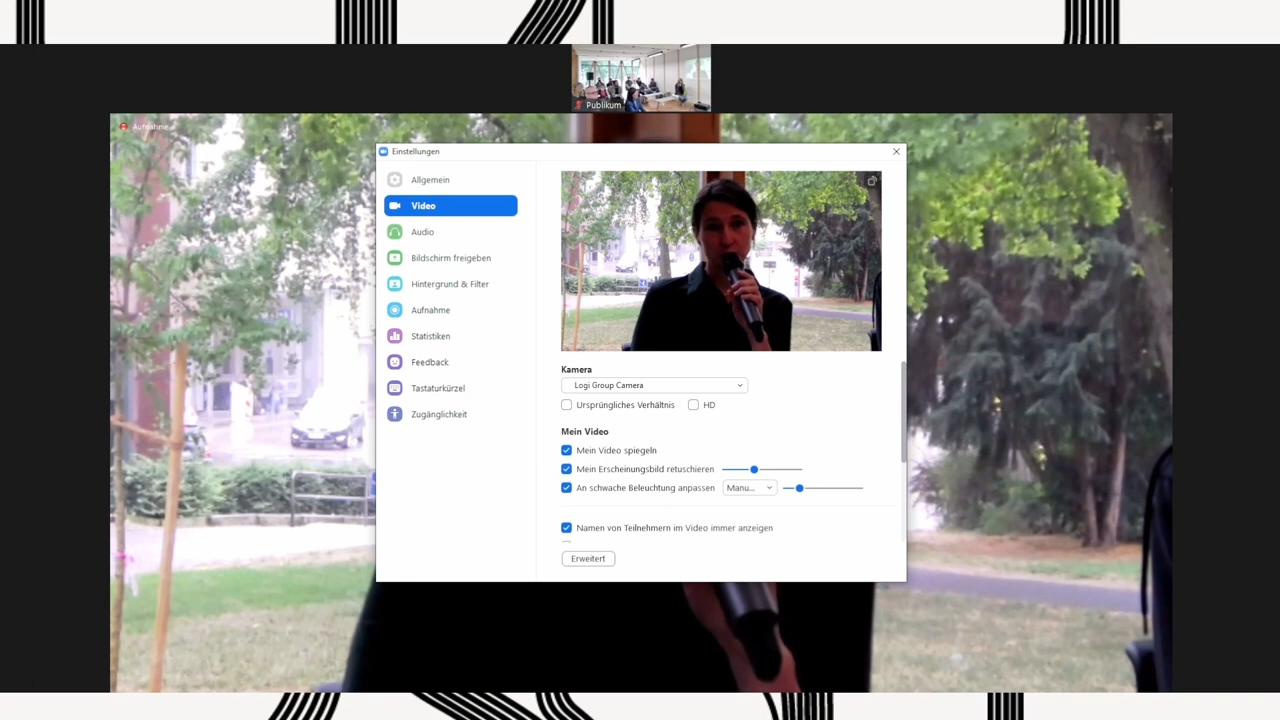 Publikum
Aufnahme
Einstellungen
Allgemein
Video
Audio
Bildschirm freigeben
Hintergrund & Filter
Aufnahme
Statistiken
Feedback
Tastaturkürzel
Zugänglichkeit
Kamera
Logi Group Camera
Ursprüngliches Verhältnis HD
Mein Video
Mein Video spiegeln
Mein Erscheinungsbild retuschieren
An schwache Beleuchtung anpassen Manu...
Namen von Teilnehmern im Video immer anzeigen
Erweitert